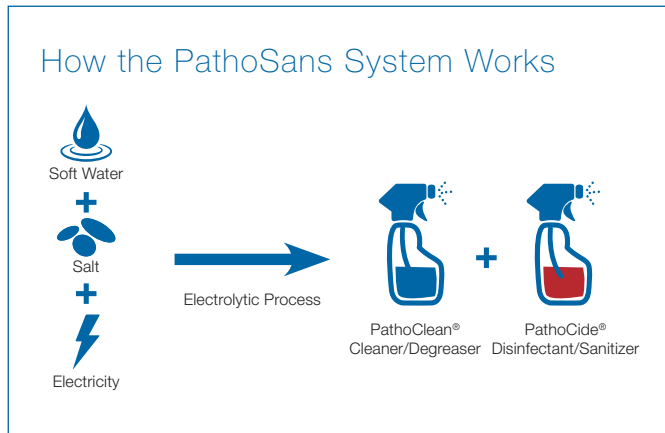 How the PathoSans System Works
Soft Water
+
Salt
+
Electricity
Electrolytic Process
+
PathoClean®
Cleaner/Degreaser
PathoCide®
Disinfectant/Sanitizer